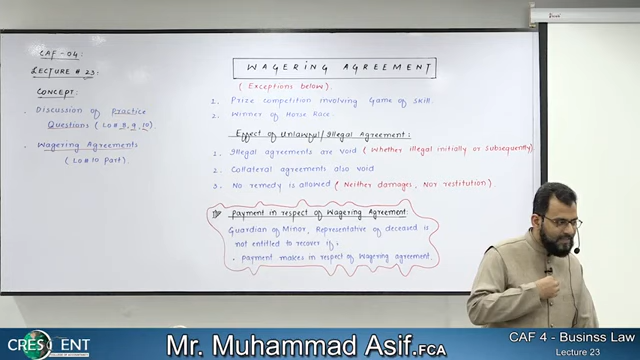 CAF - 04:
LECTURE # 23:
CONCEPT:
. Discussion of Practice
Questions (LO# 8, 9, 10).
. Wagering Agreements
(LO# 10 Part).
WAGERING AGREEMENT
(Exceptions below).
1. Prize competition involving Game of SKill.
2. Winner of Horse Race.
Effect of Unlawful/Illegal Agreement:
1. Illegal agreements are void (Whether illegal initially or subsequently)
2. Collateral agreements also void
3. No remedy is allowed (Neither damages, Nor restitution).
Payment in respect of Wagering Agreement:
Guardian of Minor, Representative of deceased is
not entitled to recover if:
. payment makes in respect of wagering agreement.
CRESCENT
Mr. Muhammad Asif.FCA
CAF 4 - Businss Law
Lecture 23